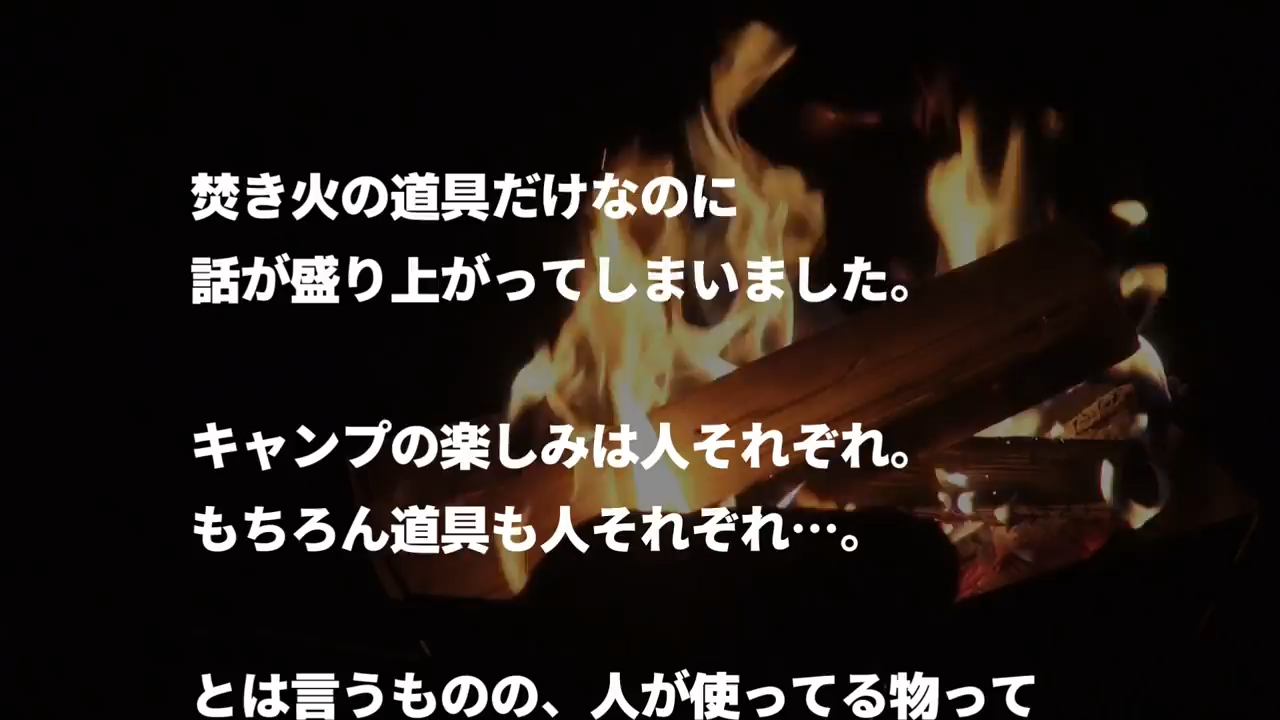 焚き火の道具だけなのに
話が盛り上がってしまいました。
キャンプの楽しみは人それぞれ。
もちろん道具も人それぞれ…。
とは言うものの、人が使ってる物って